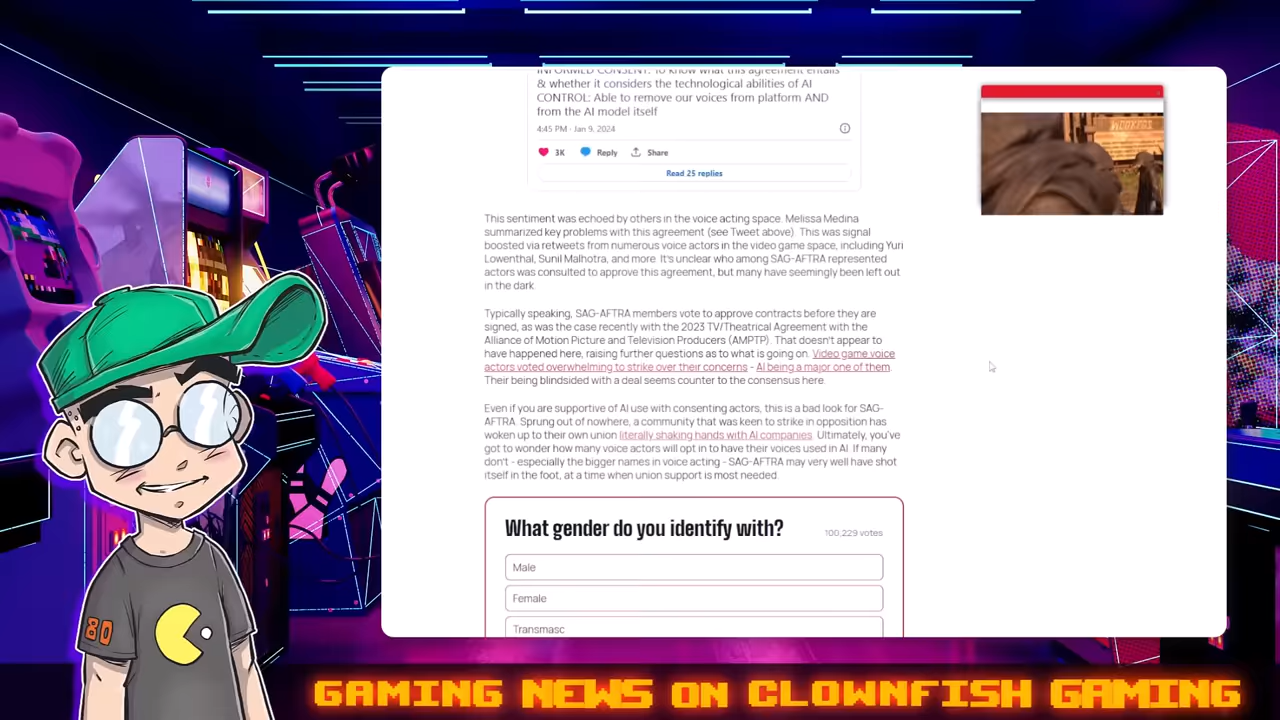 INFORMED CONSENT: To know what this agreement entails
& whether it considers the technological abilities of AI
CONTROL: Able to remove our voices from platform AND
from the AI model itself
4:45 PM · Jan 9, 2024
3K Reply Share
Read 25 replies
This sentiment was echoed by others in the voice acting space. Melissa Medina
summarized key problems with this agreement (see Tweet above). This was signal
boosted via retweets from numerous voice actors in the video game space, including Yuri
Lowenthal, Sunil Malhotra, and more. It's unclear who among SAG-AFTRA represented
actors was consulted to approve this agreement, but many have seemingly been left out
in the dark.
Typically speaking, SAG-AFTRA members vote to approve contracts before they are
signed, as was the case recently with the 2023 TV/Theatrical Agreement with the
Alliance of Motion Picture and Television Producers (AMPTP). That doesn't appear to
have happened here, raising further questions as to what is going on. Video game voice
actors voted overwhelming to strike over their concerns - AI being a major one of them.
Their being blindsided with a deal seems counter to the consensus here.
Even if you are supportive of AI use with consenting actors, this is a bad look for SAG-
AFTRA. Sprung out of nowhere, a community that was keen to strike in opposition has
woken up to their own union literally shaking hands with AI companies. Ultimately, you've
got to wonder how many voice actors will opt in to have their voices used in AI. If many
don't - especially the bigger names in voice acting - SAG-AFTRA may very well have shot
itself in the foot, at a time when union support is most needed.
What gender do you identify with?
100,229 votes
Male
Female
Transmasc
80
GAMING NEWS ON CLOWNFISH GAMING